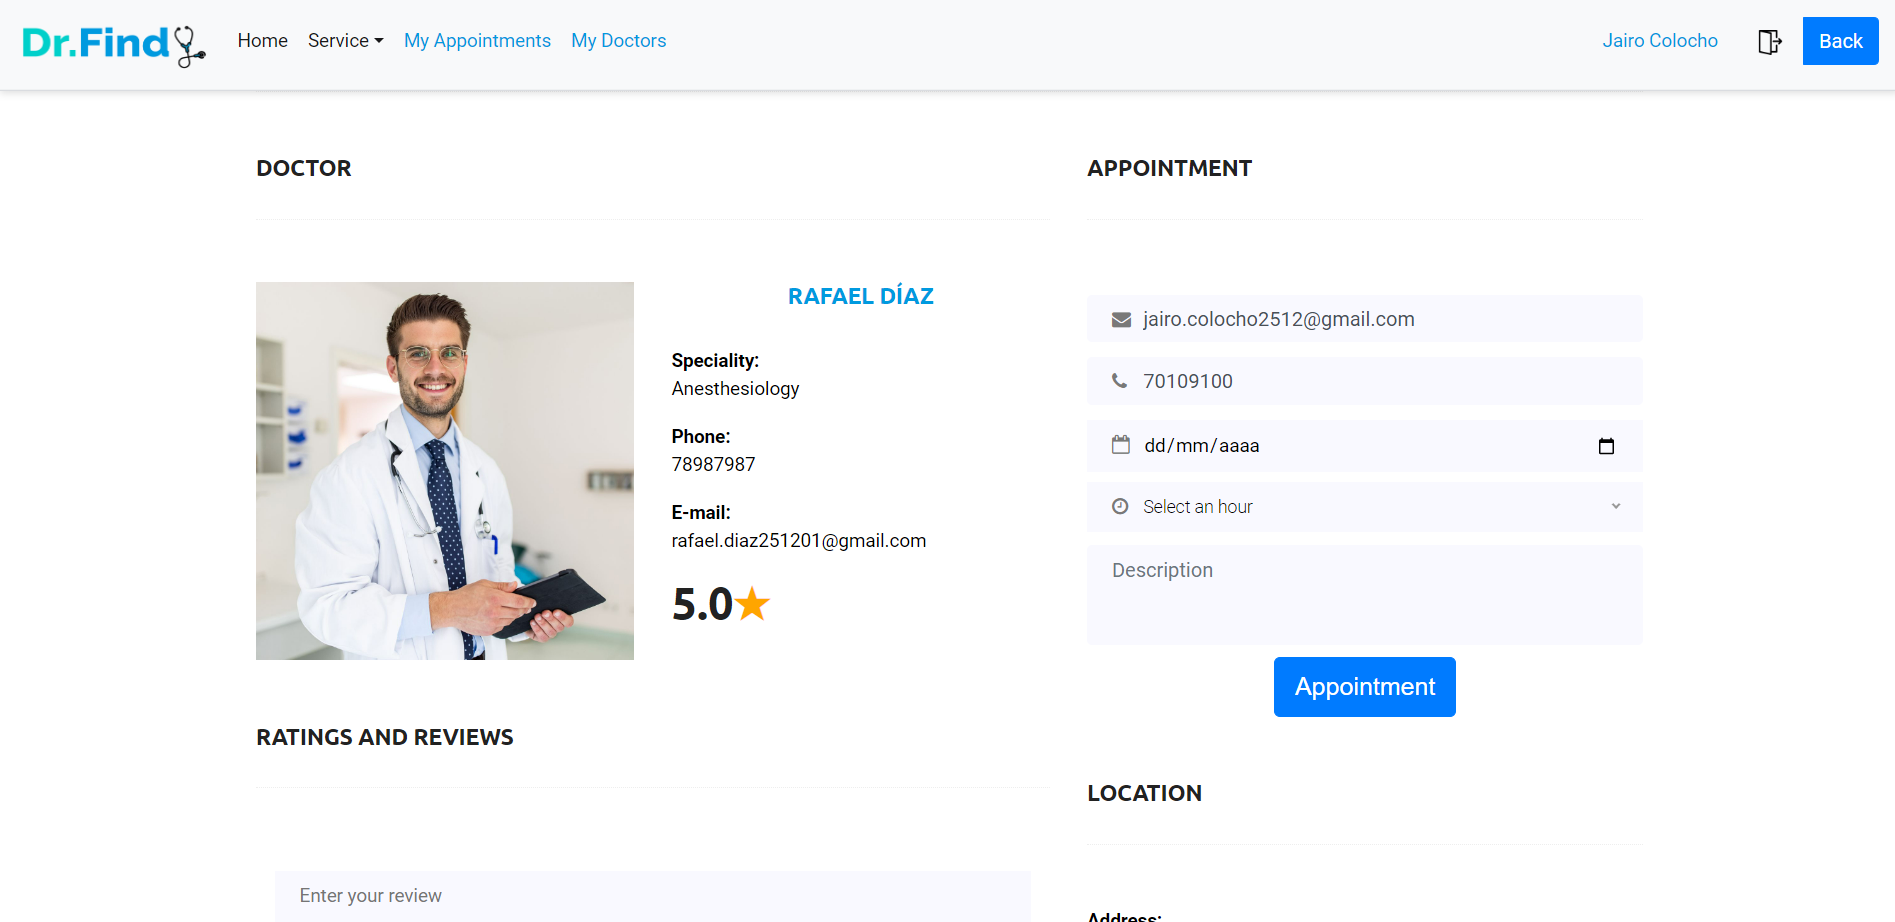 Dr.Find
Home
Service
My Appointments
My Doctors
Jairo Colocho
Back
DOCTOR
RAFAEL DÍAZ
Speciality:
Anesthesiology
Phone:
78987987
E-mail:
rafael.diaz251201@gmail.com
5.0★
RATINGS AND REVIEWS
Enter your review
APPOINTMENT
jairo.colocho2512@gmail.com
70109100
dd/mm/aaaa
Select an hour
Description
Appointment
LOCATION
Address: